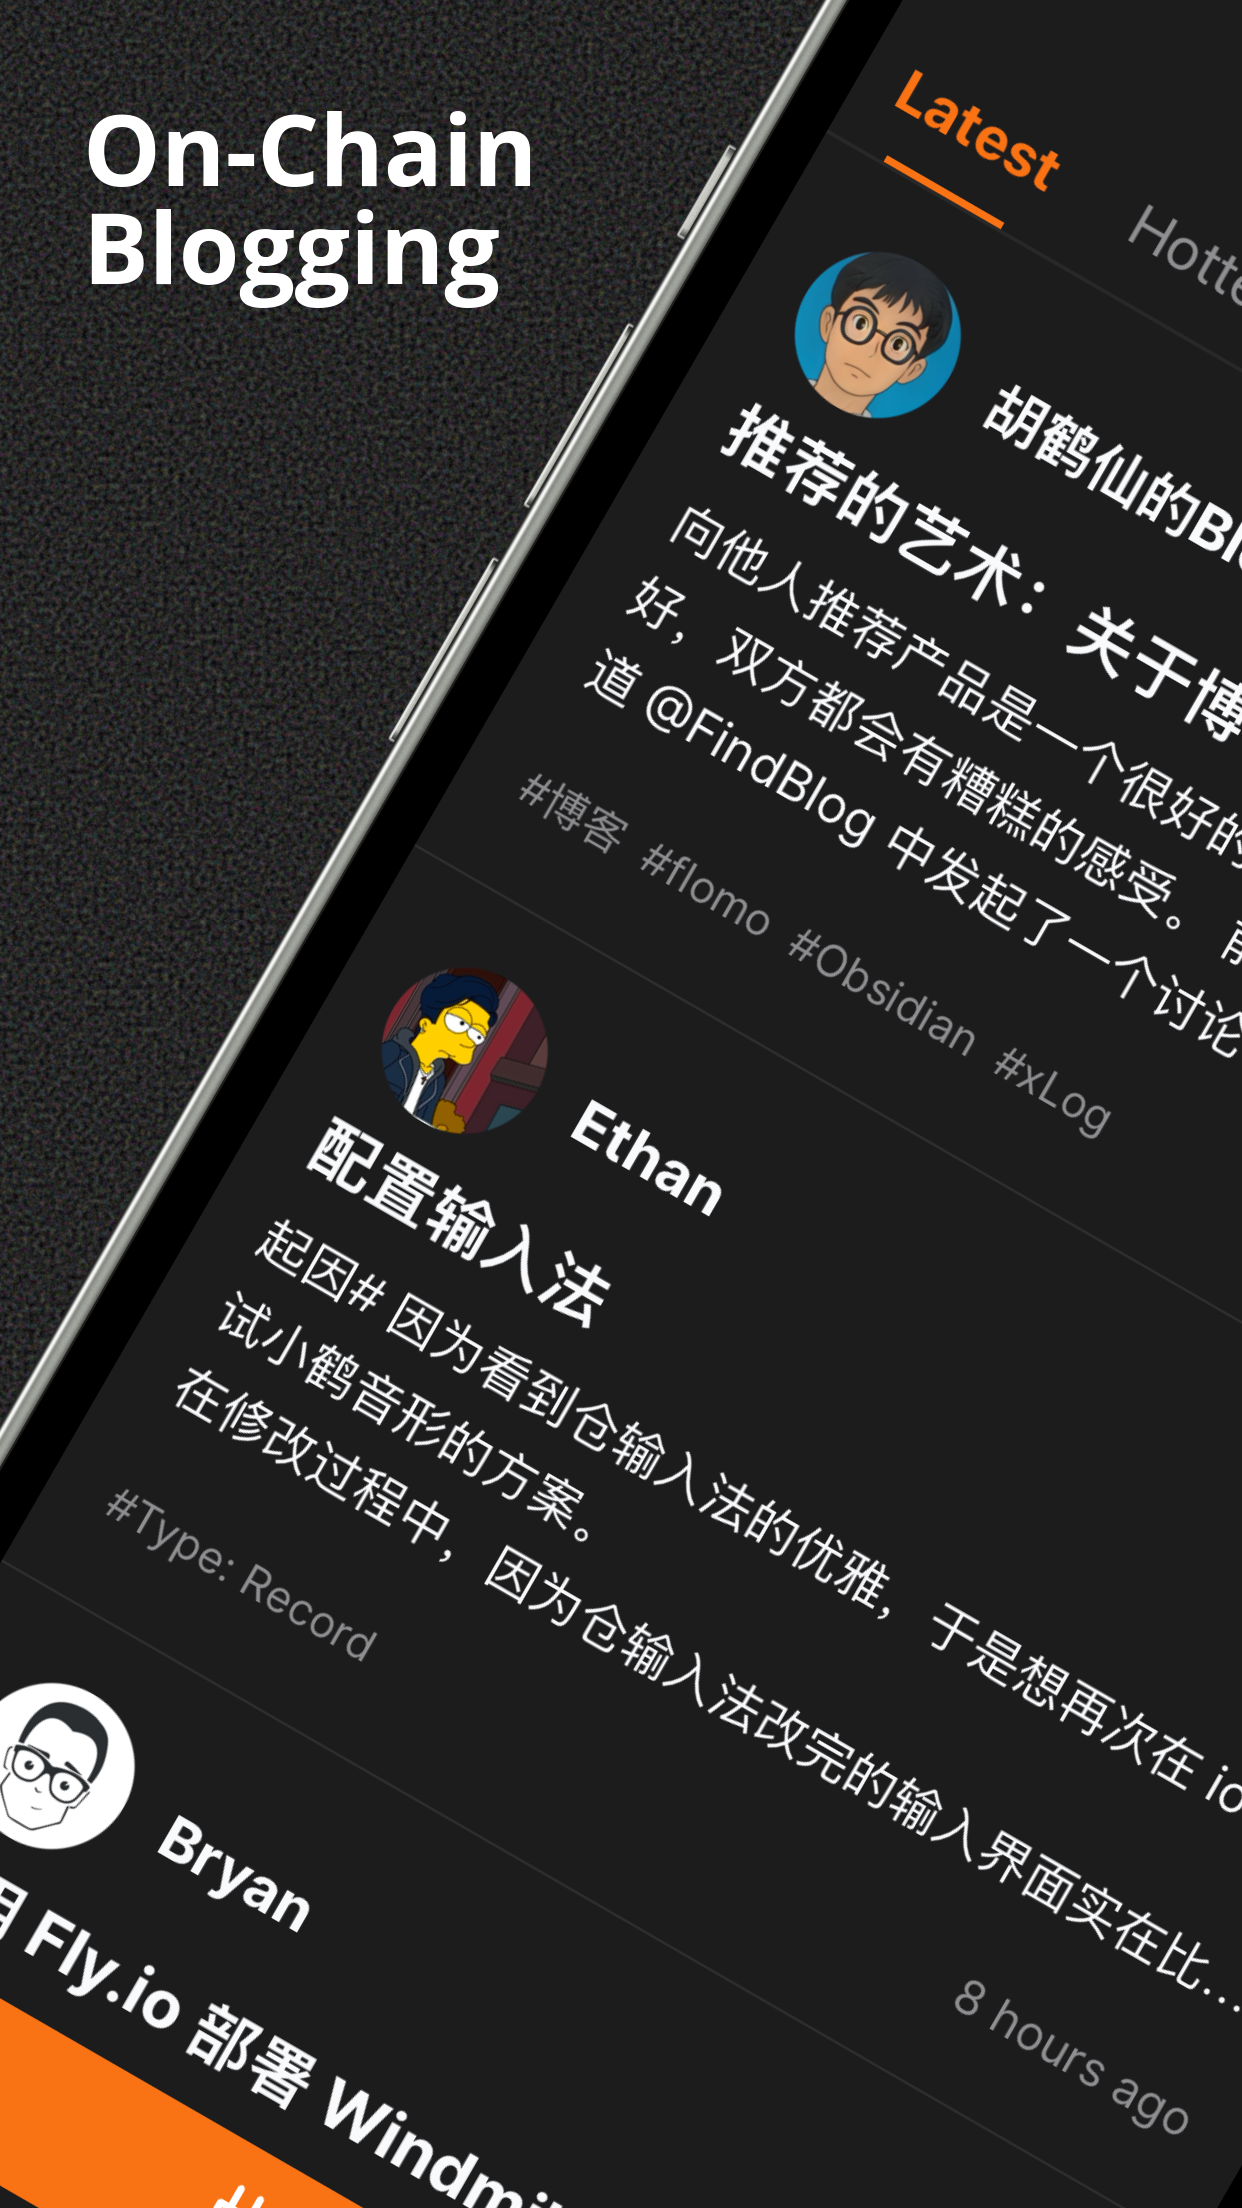 On-Chain
Blogging
Latest
胡鹤仙的
推荐的艺术：关于博
向他人推荐产品是一个很好的
好，双方都会有糟糕的感受。
道 @FindBlog 中发起了一个讨论
#博客 #flomo #Obsidian #xLog
Ethan
配置输入法
起因# 因为看到仓输入法的优雅，于是想再次在
试小鹤音形的方案。
在修改过程中，因为仓输入法改完的输入界面实在比...
#Type: Record
8 hours ago
Bryan
Fly.io 部署